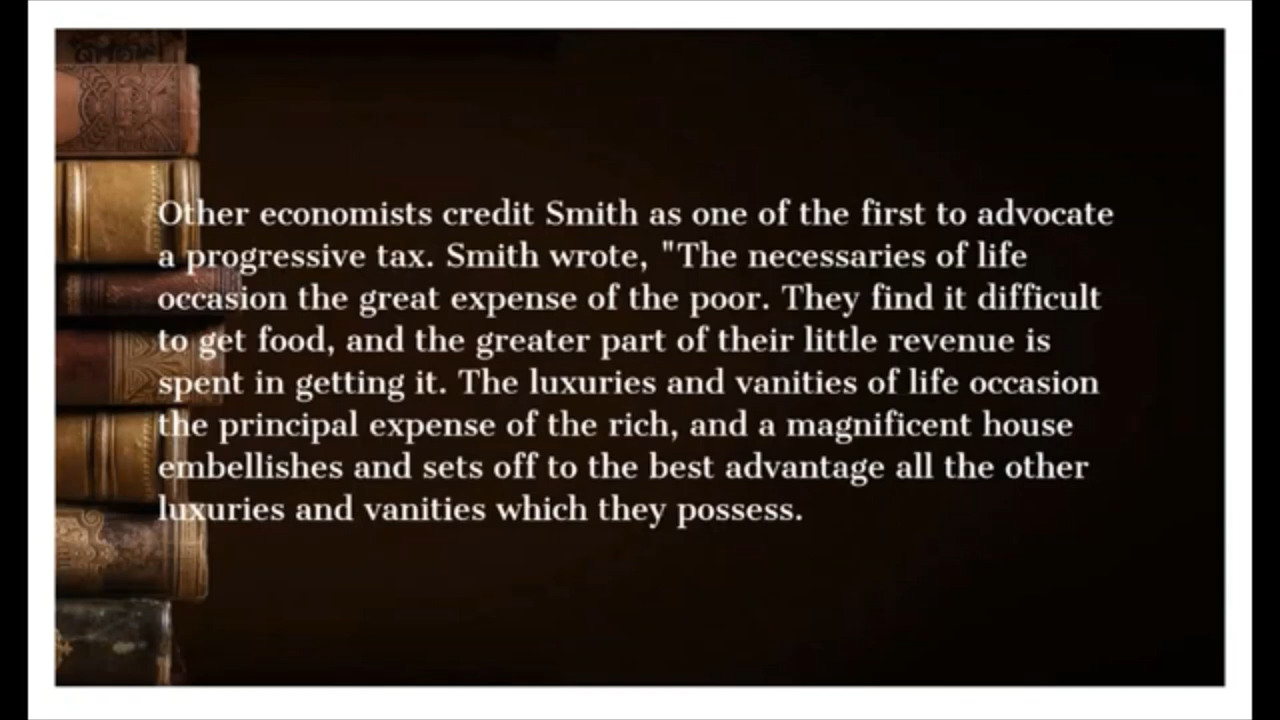 Other economists credit Smith as one of the first to advocate
a progressive tax. Smith wrote, "The necessaries of life
occasion the great expense of the poor. They find it difficult
to get food, and the greater part of their little revenue is
spent in getting it. The luxuries and vanities of life occasion
the principal expense of the rich, and a magnificent house
embellishes and sets off to the best advantage all the other
luxuries and vanities which they possess.